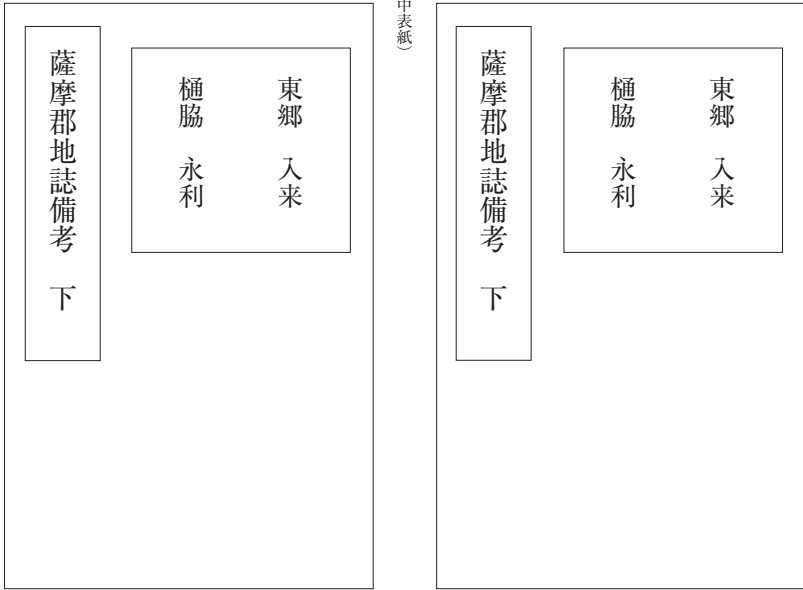 東郷　入来
樋脇　永利
薩摩郡地誌備考　下
中表紙）
東郷　入来
樋脇　永利
薩摩郡地誌備考　下